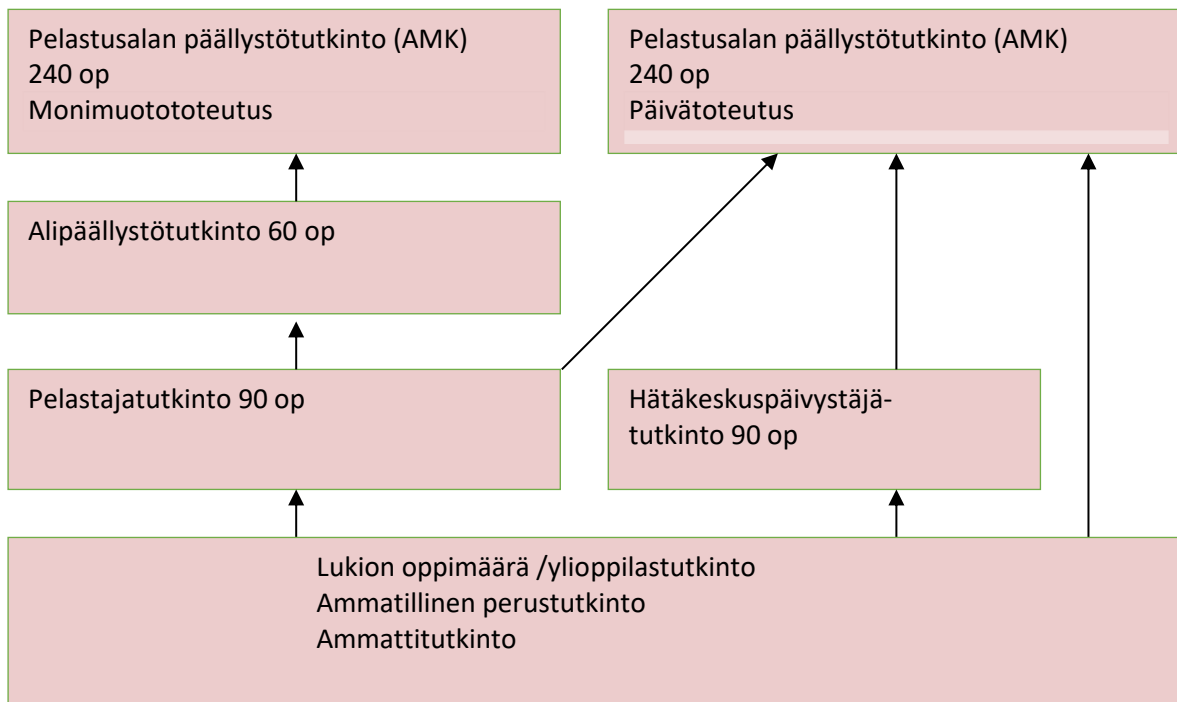 Pelastusalan päällystötutkinto (AMK)
240 op
Monimuotototeutus
Pelastusalan päällystötutkinto (AMK)
240 op
Päivätoteutus
Alipäällystötutkinto 60 op
Pelastajatutkinto 90 op
Hätäkeskuspäivystäjä-
tutkinto 90 op
Lukion oppimäärä /ylioppilastutkinto
Ammatillinen perustutkinto
Ammattitutkinto